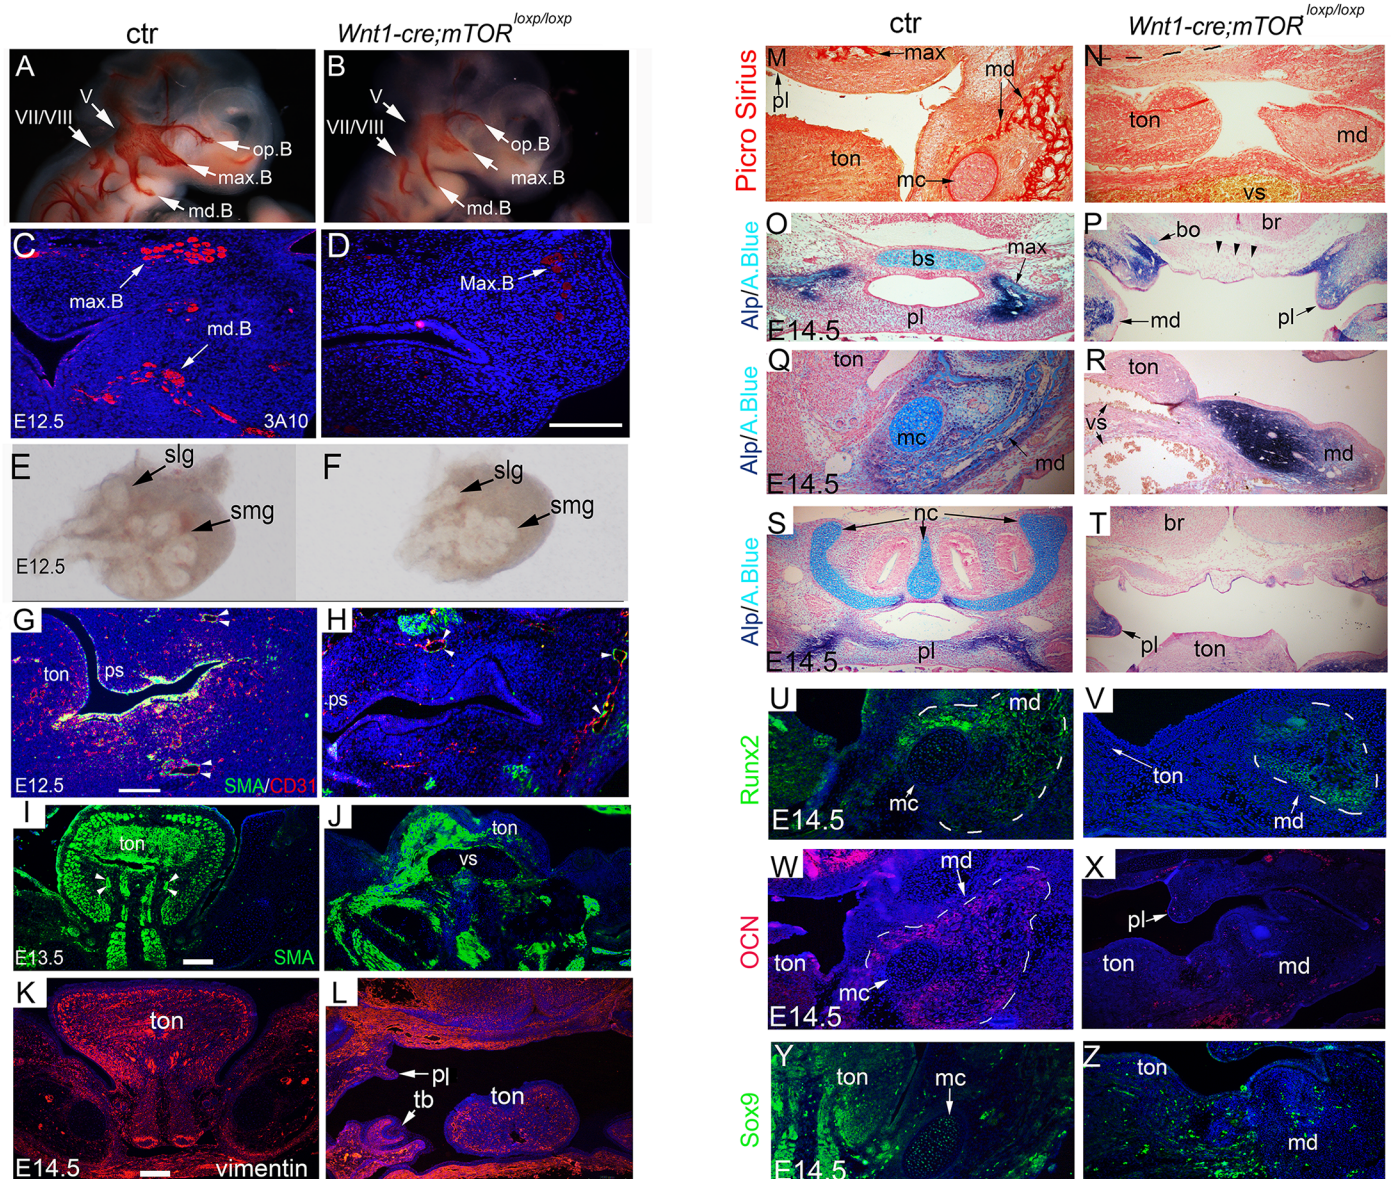 ctr
Wnt1-cre;mTOR loxp/loxp
A
V
VII/VIII
op.B
max.B
md.B
B
V
VII/VIII
op.B
max.B
md.B
C
max.B
md.B
E12.5
3A10
D
Max.B
E
slg
smg
E12.5
F
slg
smg
G
ton
ps
E12.5
SMA/CD31
H
ps
I
ton
E13.5
SMA
J
ton
vs
K
ton
E14.5
vimentin
L
pl
tb
ton
ctr
Wnt1-cre;mTOR loxp/loxp
Picro Sirius
M
max
pl
md
ton
mc
N
ton
md
vs
Alp/A.Blue
O
bs
max
pl
E14.5
P
bo
br
md
pl
Alp/A.Blue
Q
ton
mc
md
E14.5
R
ton
vs
md
Alp/A.Blue
S
nc
pl
E14.5
T
br
pl
ton
Runx2
U
md
mc
E14.5
V
ton
md
OCN
W
md
ton
mc
E14.5
X
pl
ton
md
Sox9
Y
ton
mc
E14.5
Z
ton
md